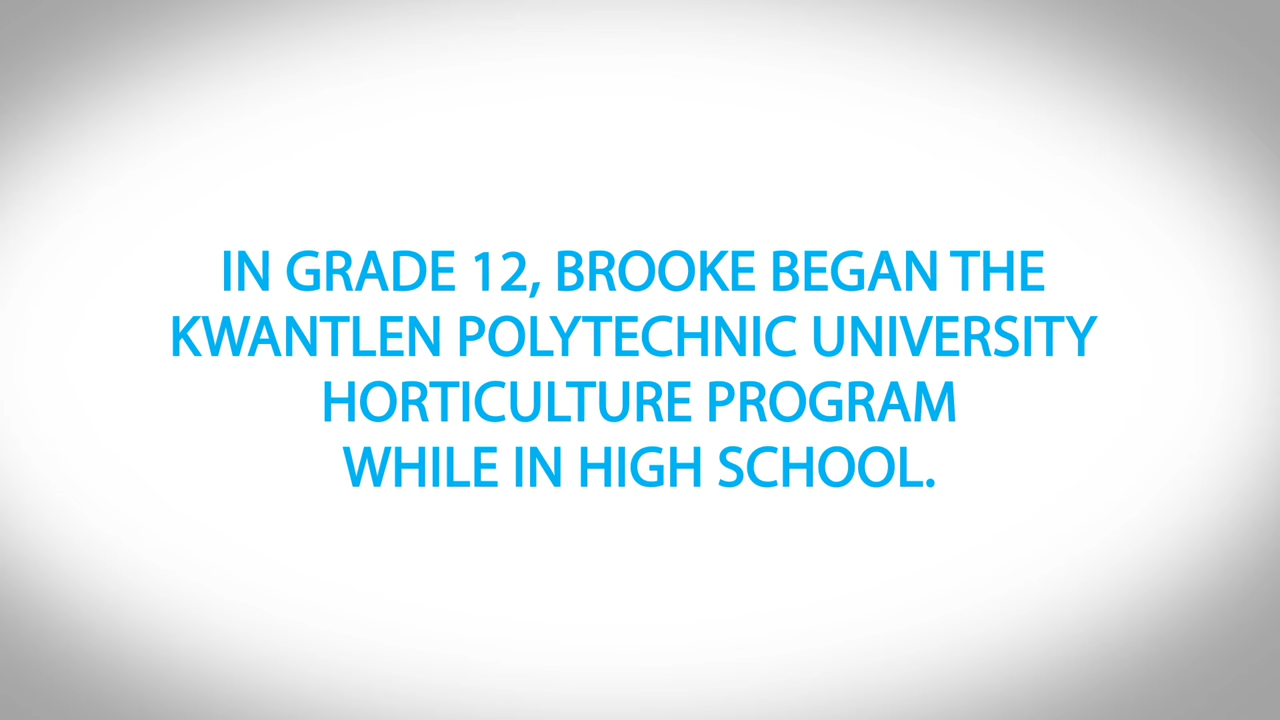 IN GRADE 12, BROOKE BEGAN THE
KWANTLEN POLYTECHNIC UNIVERSITY
HORTICULTURE PROGRAM
WHILE IN HIGH SCHOOL.